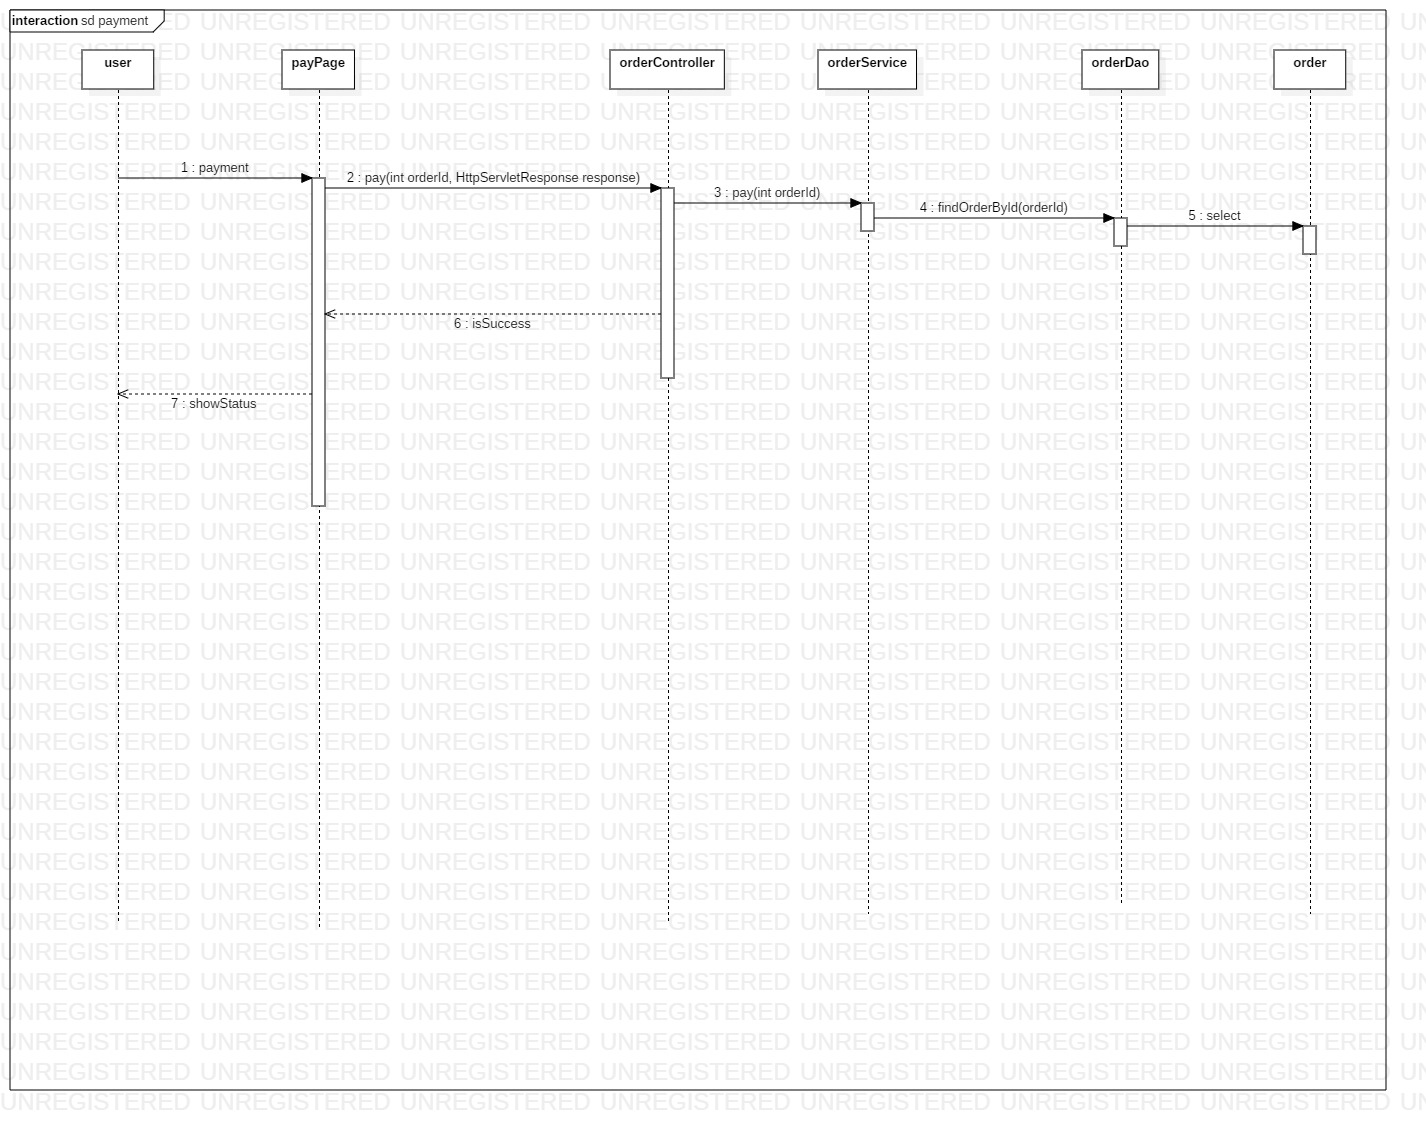 interaction sd payment
user
payPage
orderController
orderService
orderDao
order
1 : payment
2 : pay(int orderId, HttpServletResponse response)
3 : pay(int orderId)
4 : findOrderById(orderId)
5 : select
6 : isSuccess
7 : showStatus
UNREGISTERED